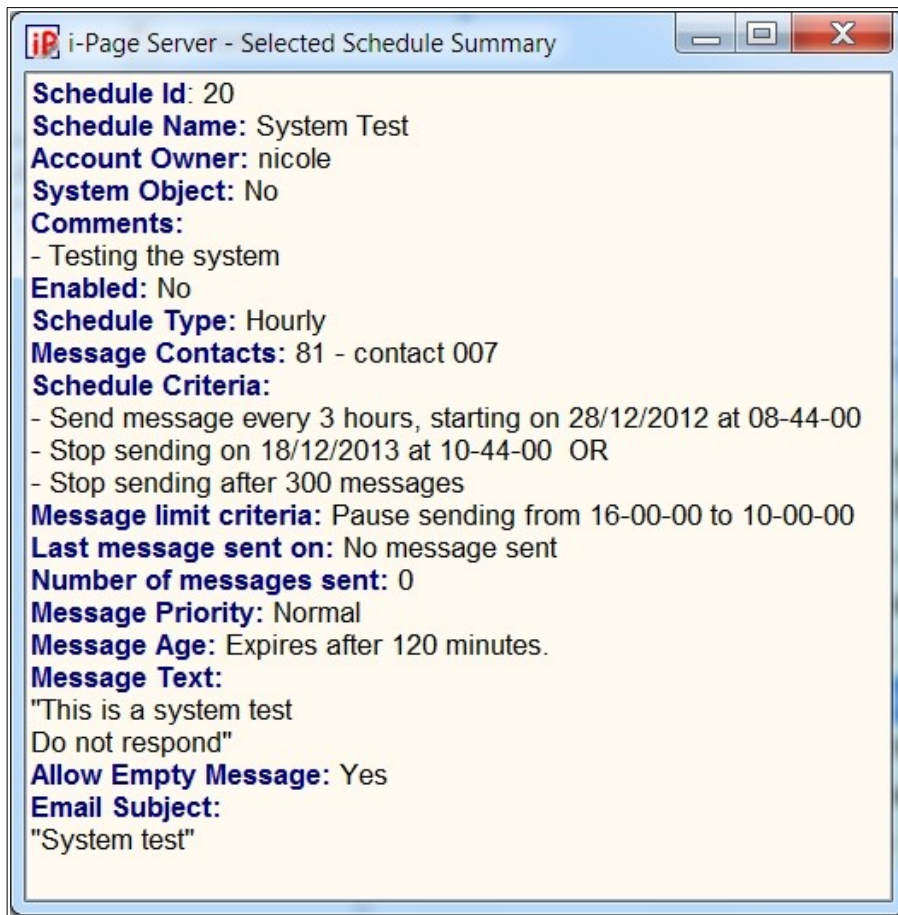 iP i-Page Server - Selected Schedule Summary
Schedule Id: 20
Schedule Name: System Test
Account Owner: nicole
System Object: No
Comments:
- Testing the system
Enabled: No
Schedule Type: Hourly
Message Contacts: 81 - contact 007
Schedule Criteria:
- Send message every 3 hours, starting on 28/12/2012 at 08-44-00
- Stop sending on 18/12/2013 at 10-44-00  OR
- Stop sending after 300 messages
Message limit criteria: Pause sending from 16-00-00 to 10-00-00
Last message sent on: No message sent
Number of messages sent: 0
Message Priority: Normal
Message Age: Expires after 120 minutes.
Message Text:
"This is a system test
Do not respond"
Allow Empty Message: Yes
Email Subject:
"System test"